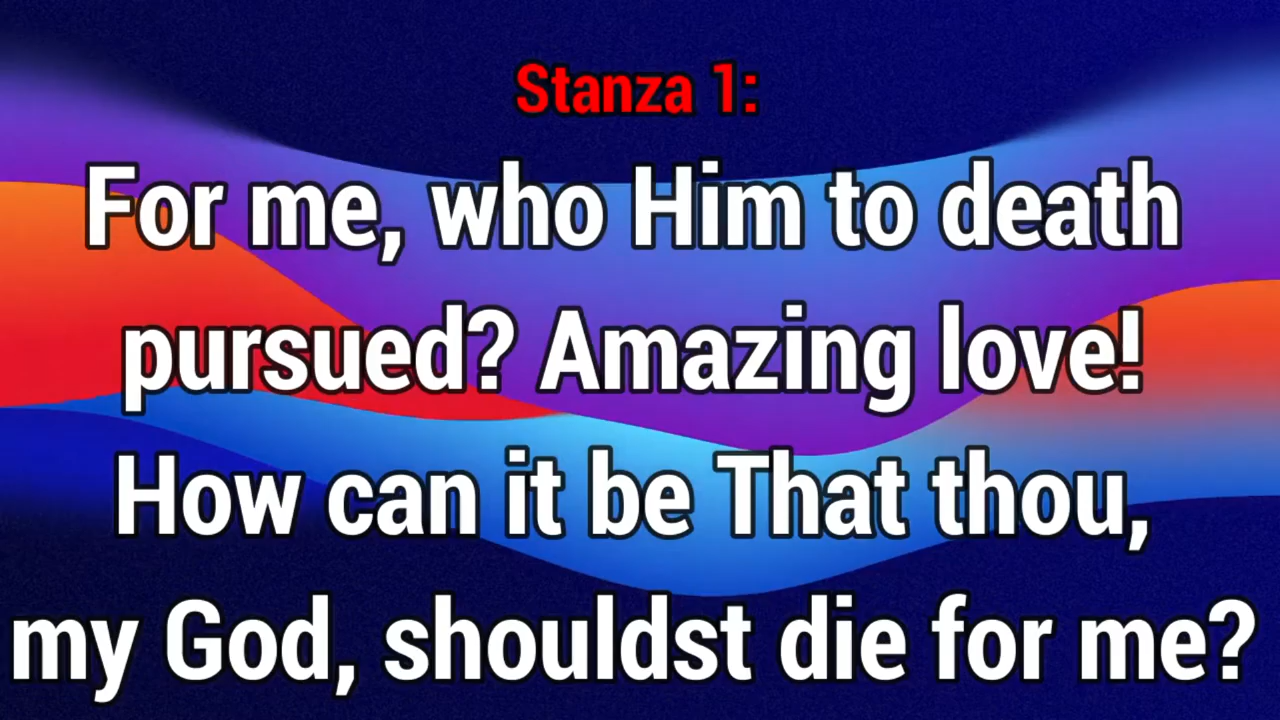 Stanza 1:
For me, who Him to death
pursued? Amazing love!
How can it be That thou,
my God, shouldst die for me?